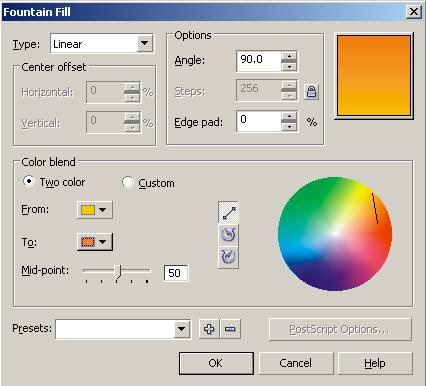 Fountain Fill
Type: Linear
Options
Angle: 90.0
Center offset
Horizontal: 0 %
Steps: 256
Vertical: 0 %
Edge pad: 0 %
Color blend
Two color Custom
From:
To:
Mid-point: 50
Presets:
PostScript Options...
OK Cancel Help